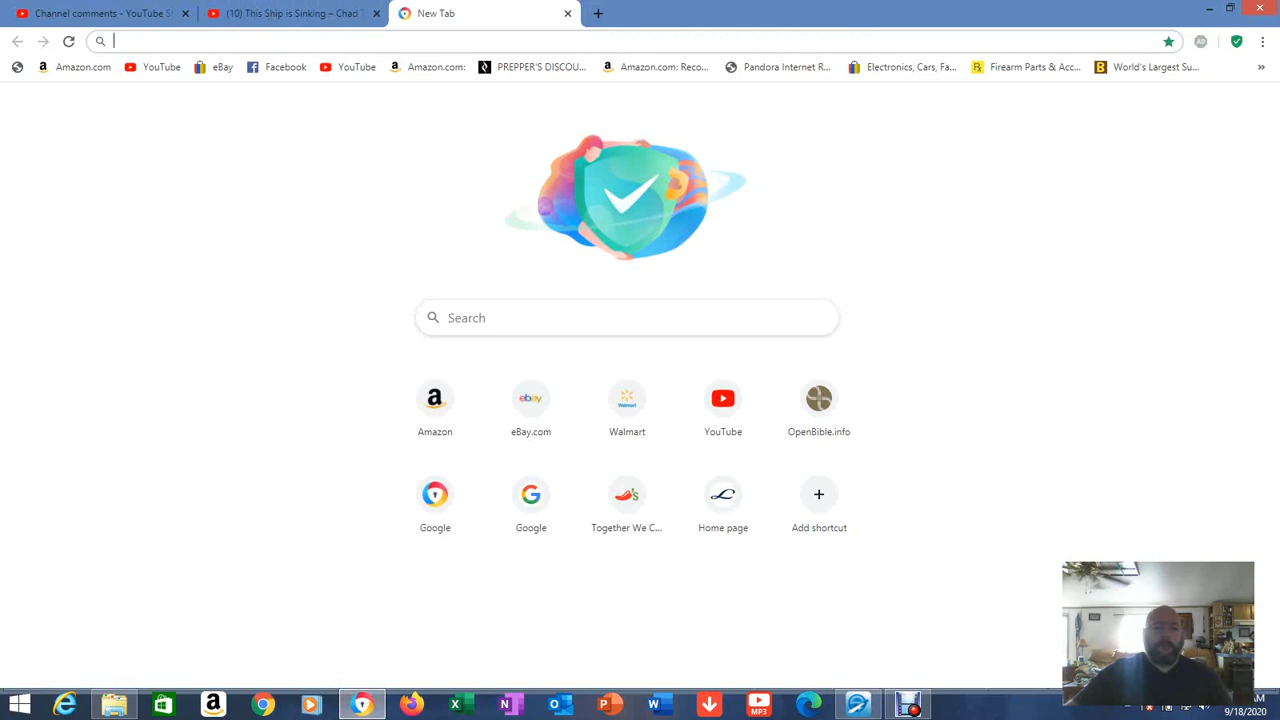 Channel comments - YouTube St
(10) This Ship is Sinking – Chad T
New Tab
Amazon.com
YouTube
eBay
Facebook
YouTube
Amazon.com:
PREPPER'S DISCOU...
Amazon.com: Reco...
Pandora Internet R...
Electronics, Cars, Fa...
Firearm Parts & Acc...
World's Largest Su...
Search
Amazon
eBay.com
Walmart
YouTube
OpenBible.info
Google
Google
Together We C...
Home page
Add shortcut
9/18/2020